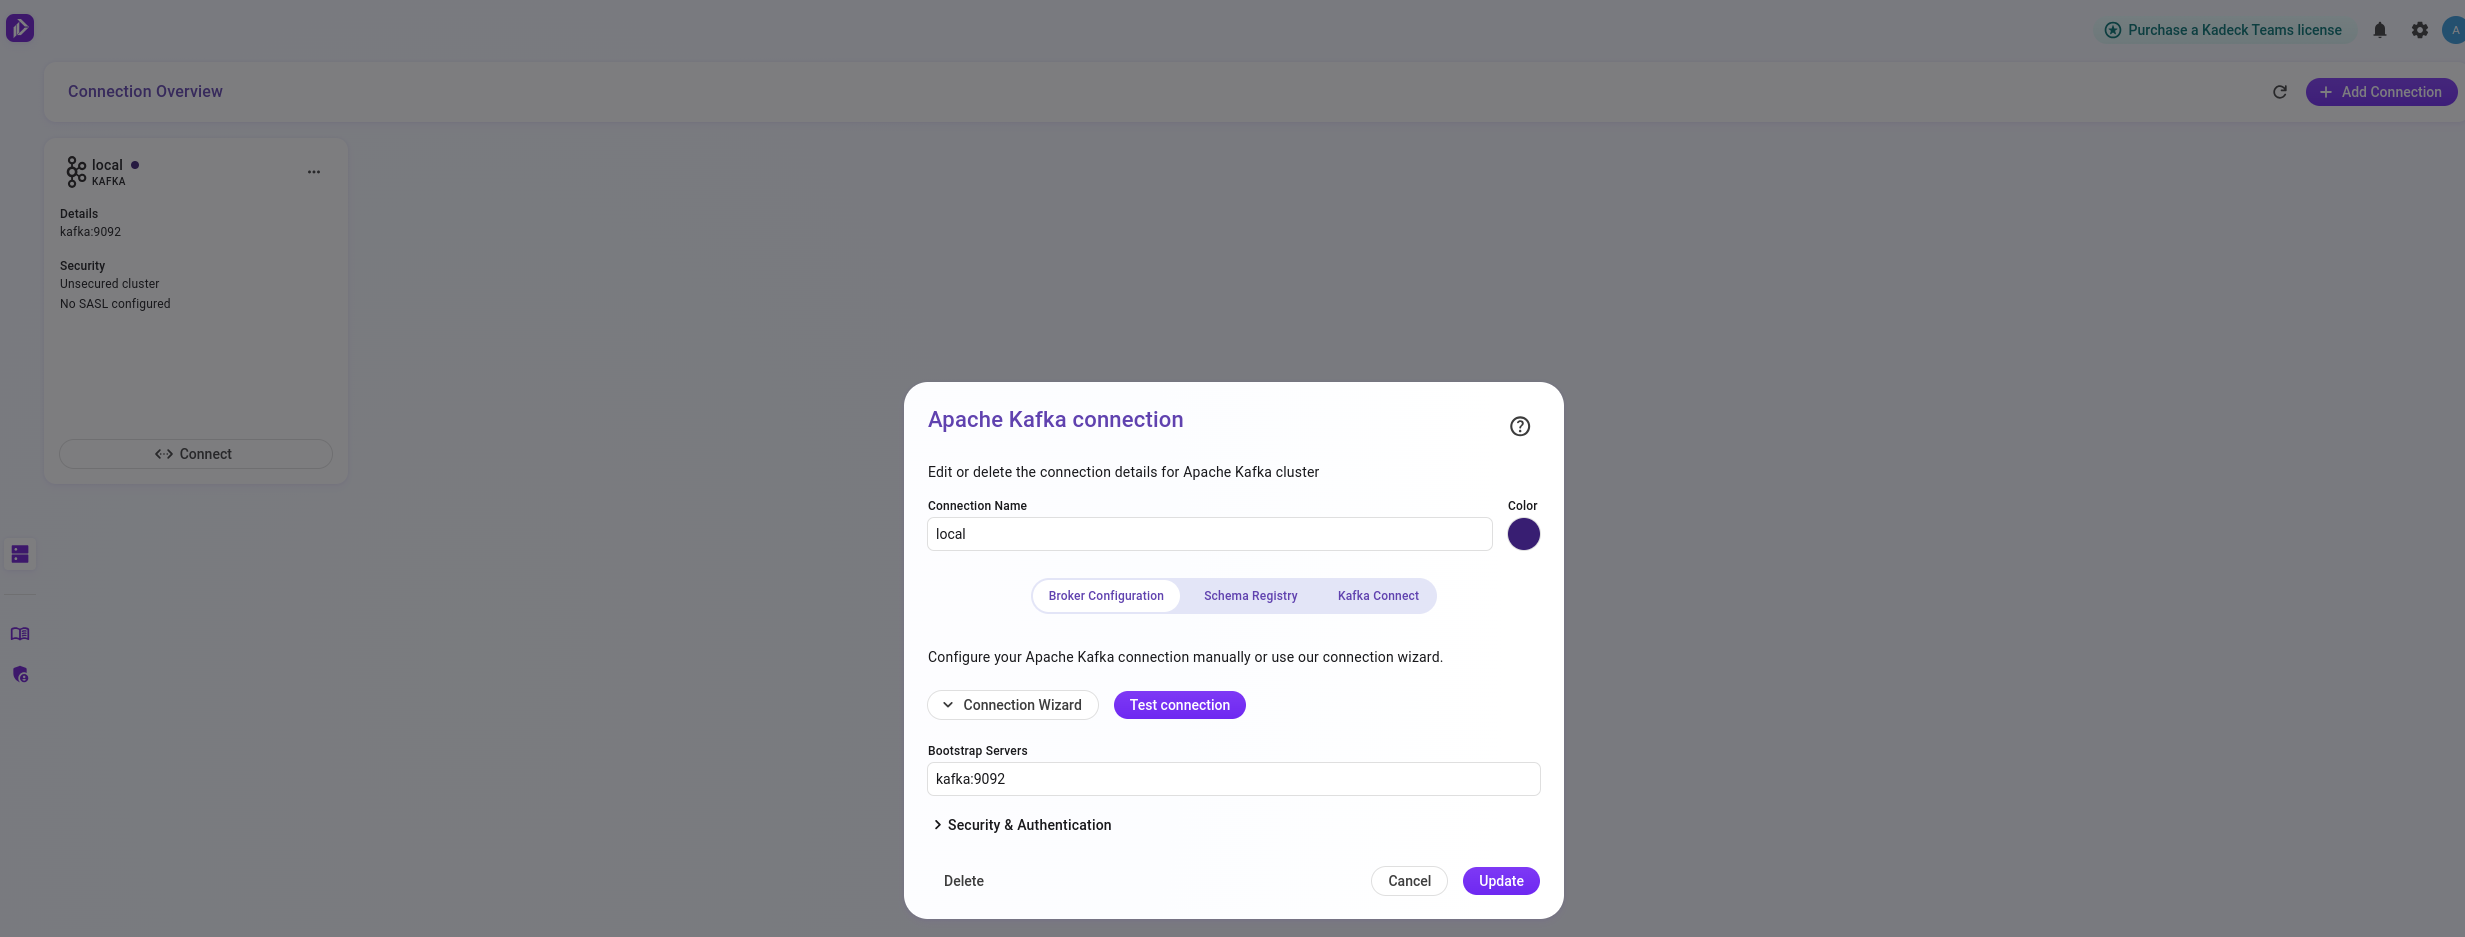 Purchase a Kadeck Teams license
A
Connection Overview
Add Connection
local
KAFKA
Details
kafka:9092
Security
Unsecured cluster
No SASL configured
Connect
Apache Kafka connection
Edit or delete the connection details for Apache Kafka cluster
Connection Name
Color
local
Broker Configuration
Schema Registry
Kafka Connect
Configure your Apache Kafka connection manually or use our connection wizard.
Connection Wizard
Test connection
Bootstrap Servers
kafka:9092
Security & Authentication
Delete
Cancel
Update